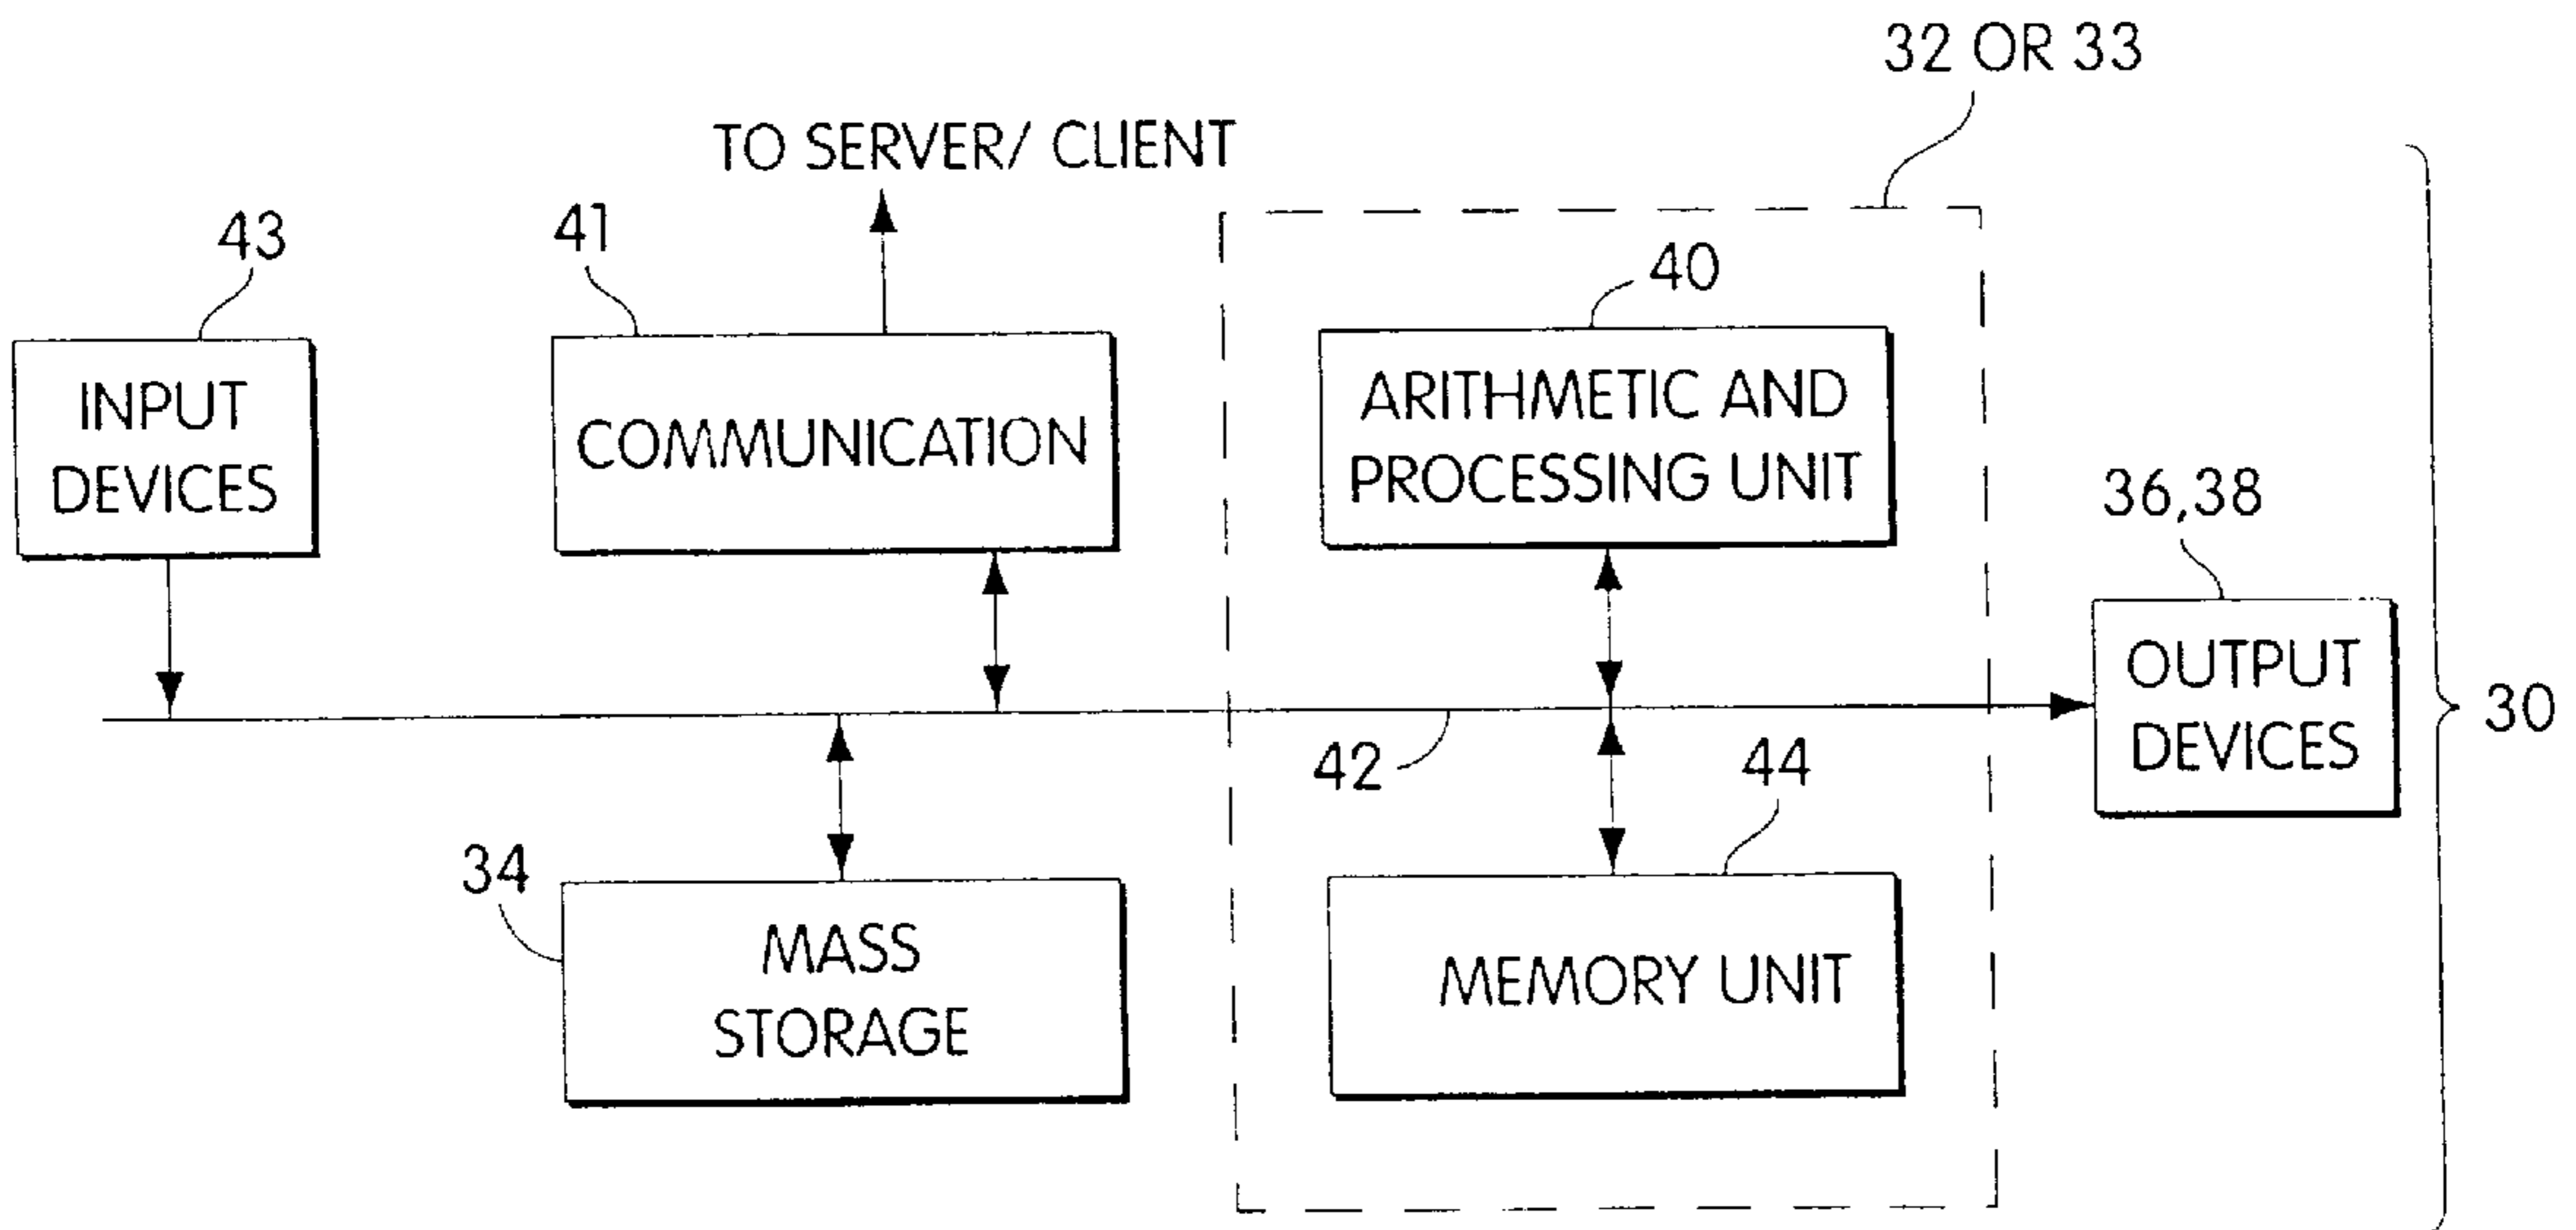 32 OR 33
TO SERVER/ CLIENT
43
41
40
INPUT
DEVICES
COMMUNICATION
ARITHMETIC AND
PROCESSING UNIT
36,38
OUTPUT
DEVICES
30
42
44
34
MASS
STORAGE
MEMORY UNIT